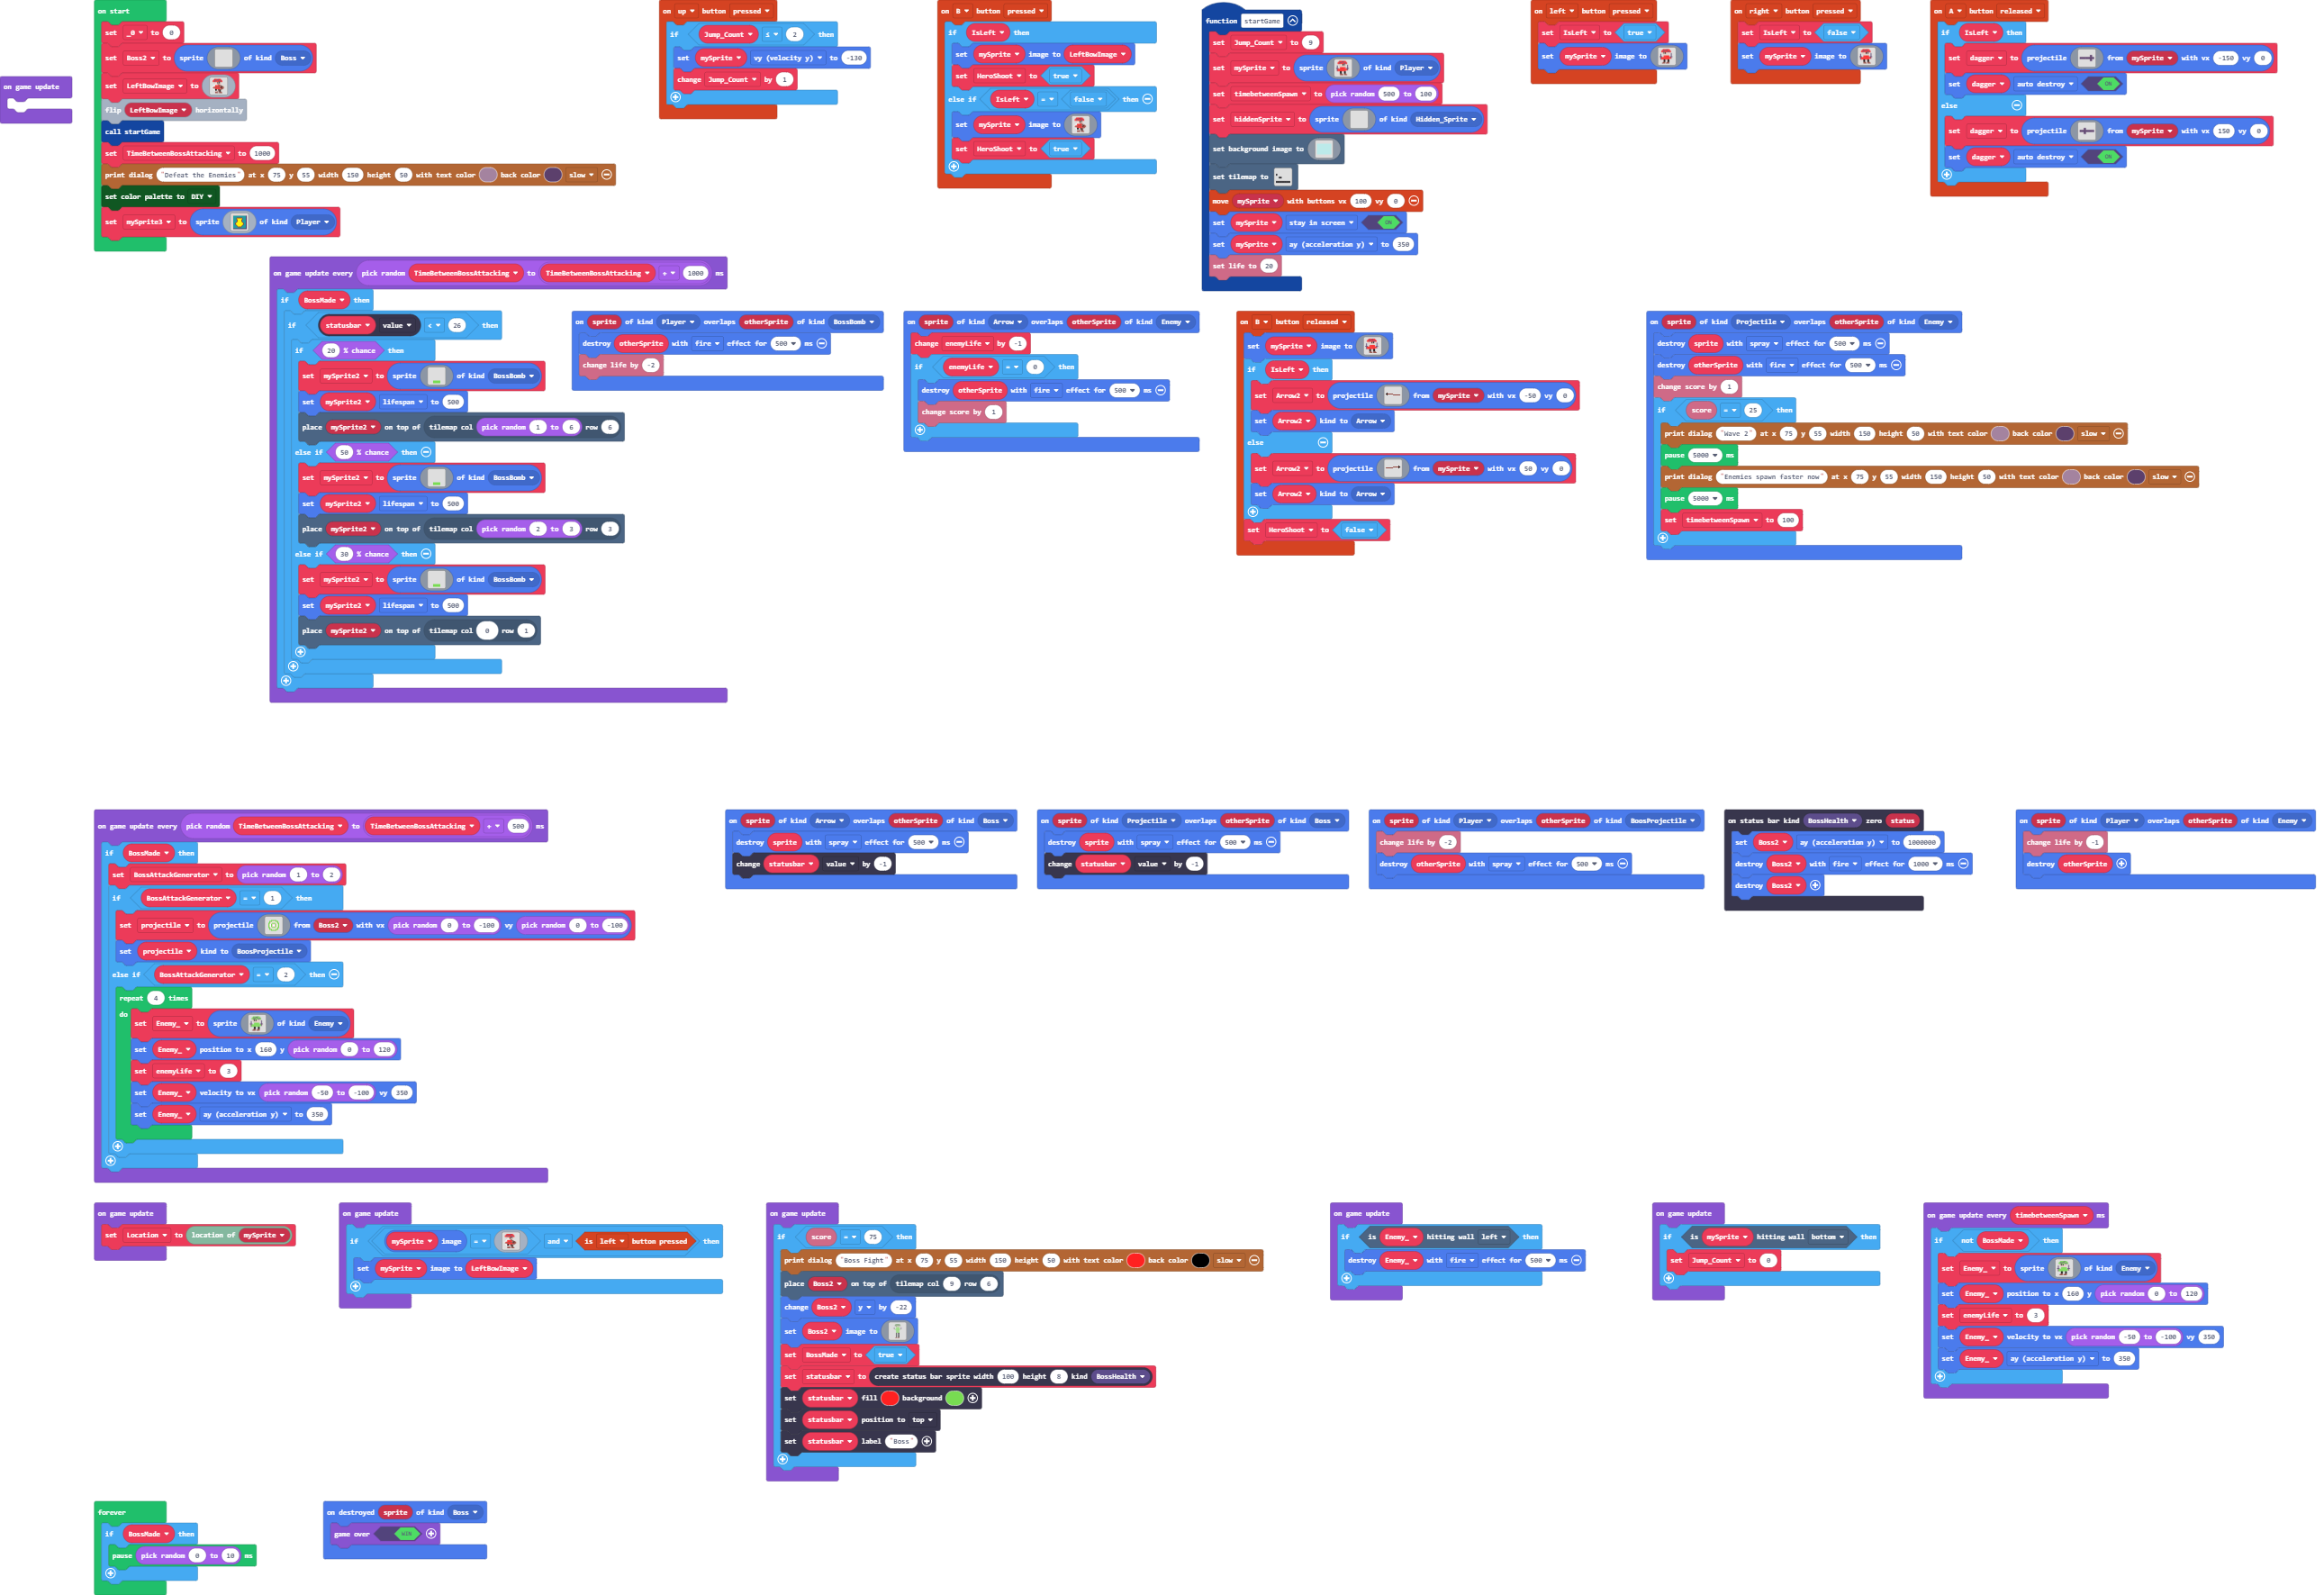 on game update
on start
set _0 to 0
set Boss2 to sprite of kind Boss
set LeftBowImage to
flip LeftBowImage horizontally
call startGame
set TimeBetweenBossAttacking to 1000
print dialog "Defeat the Enemies" at x 75 y 55 width 150 height 50 with text color back color slow
set color palette to DIY
set mySprite3 to sprite of kind Player
on up button pressed
if Jump_Count ≤ 2 then
set mySprite vy (velocity y) to -130
change Jump_Count by 1
on B button pressed
if IsLeft then
set mySprite image to LeftBowImage
set HeroShoot to true
else if IsLeft = false then
set mySprite image to
set HeroShoot to true
function startGame
set Jump_Count to 9
set mySprite to sprite of kind Player
set timebetweenSpawn to pick random 500 to 100
set hiddenSprite to sprite of kind Hidden_Sprite
set background image to
set tilemap to
move mySprite with buttons vx 100 vy 0
set mySprite stay in screen ON
set mySprite ay (acceleration y) to 350
set life to 20
on left button pressed
set IsLeft to true
set mySprite image to
on right button pressed
set IsLeft to false
set mySprite image to
on A button released
if IsLeft then
set dagger to projectile from mySprite with vx -150 vy 0
set dagger auto destroy ON
else
set dagger to projectile from mySprite with vx 150 vy 0
set dagger auto destroy ON
on game update every pick random TimeBetweenBossAttacking to TimeBetweenBossAttacking + 1000 ms
if BossMade then
if statusbar value < 26 then
if 20 % chance then
set mySprite2 to sprite of kind BossBomb
set mySprite2 lifespan to 500
place mySprite2 on top of tilemap col pick random 1 to 6 row 6
else if 50 % chance then
set mySprite2 to sprite of kind BossBomb
set mySprite2 lifespan to 500
place mySprite2 on top of tilemap col pick random 2 to 3 row 3
else if 30 % chance then
set mySprite2 to sprite of kind BossBomb
set mySprite2 lifespan to 500
place mySprite2 on top of tilemap col 0 row 1
on sprite of kind Player overlaps otherSprite of kind BossBomb
destroy otherSprite with fire effect for 500 ms
change life by -2
on sprite of kind Arrow overlaps otherSprite of kind Enemy
change enemyLife by -1
if enemyLife = 0 then
destroy otherSprite with fire effect for 500 ms
change score by 1
on B button released
set mySprite image to
if IsLeft then
set Arrow2 to projectile from mySprite with vx -50 vy 0
set Arrow2 kind to Arrow
else
set Arrow2 to projectile from mySprite with vx 50 vy 0
set Arrow2 kind to Arrow
set HeroShoot to false
on sprite of kind Projectile overlaps otherSprite of kind Enemy
destroy sprite with spray effect for 500 ms
destroy otherSprite with fire effect for 500 ms
change score by 1
if score = 25 then
print dialog "Wave 2" at x 75 y 55 width 150 height 50 with text color back color slow
pause 5000 ms
print dialog "Enemies spawn faster now" at x 75 y 55 width 150 height 50 with text color back color slow
pause 5000 ms
set timebetweenSpawn to 100
on game update every pick random TimeBetweenBossAttacking to TimeBetweenBossAttacking + 500 ms
if BossMade then
set BossAttackGenerator to pick random 1 to 2
if BossAttackGenerator = 1 then
set projectile to projectile from Boss2 with vx pick random 0 to -100 vy pick random 0 to -100
set projectile kind to BoosProjectile
else if BossAttackGenerator = 2 then
repeat 4 times
do
set Enemy_ to sprite of kind Enemy
set Enemy_ position to x 160 y pick random 0 to 120
set enemyLife to 3
set Enemy_ velocity to vx pick random -50 to -100 vy 350
set Enemy_ ay (acceleration y) to 350
on sprite of kind Arrow overlaps otherSprite of kind Boss
destroy sprite with spray effect for 500 ms
change statusbar value by -1
on sprite of kind Projectile overlaps otherSprite of kind Boss
destroy sprite with spray effect for 500 ms
change statusbar value by -1
on sprite of kind Player overlaps otherSprite of kind BoosProjectile
change life by -2
destroy otherSprite with spray effect for 500 ms
on status bar kind BossHealth zero status
set Boss2 ay (acceleration y) to 1000000
destroy Boss2 with fire effect for 1000 ms
destroy Boss2
on sprite of kind Player overlaps otherSprite of kind Enemy
change life by -1
destroy otherSprite
on game update
set Location to location of mySprite
on game update
if mySprite image = and is left button pressed then
set mySprite image to LeftBowImage
on game update
if score = 75 then
print dialog "Boss Fight" at x 75 y 55 width 150 height 50 with text color back color slow
place Boss2 on top of tilemap col 9 row 6
change Boss2 y by -22
set Boss2 image to
set BossMade to true
set statusbar to create status bar sprite width 100 height 8 kind BossHealth
set statusbar fill background
set statusbar position to top
set statusbar label "Boss"
on game update
if is Enemy_ hitting wall left then
destroy Enemy_ with fire effect for 500 ms
on game update
if is mySprite hitting wall bottom then
set Jump_Count to 0
on game update every timebetweenSpawn ms
if not BossMade then
set Enemy_ to sprite of kind Enemy
set Enemy_ position to x 160 y pick random 0 to 120
set enemyLife to 3
set Enemy_ velocity to vx pick random -50 to -100 vy 350
set Enemy_ ay (acceleration y) to 350
forever
if BossMade then
pause pick random 0 to 10 ms
on destroyed sprite of kind Boss
game over WIN